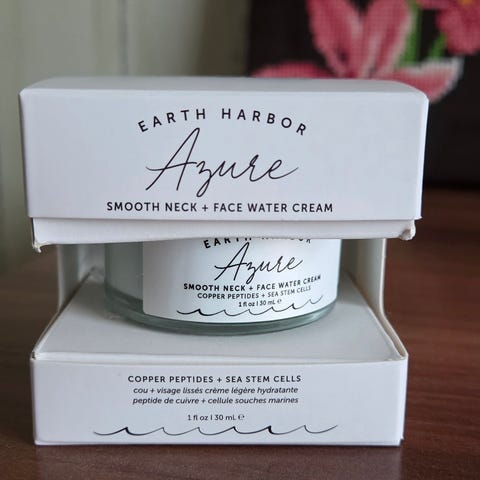 EARTH HARBOR
Azure
SMOOTH NECK + FACE WATER CREAM
EARTH HARBOR
Azure
SMOOTH NECK + FACE WATER CREAM
COPPER PEPTIDES + SEA STEM CELLS
1 fl oz | 30 mL ℮
COPPER PEPTIDES + SEA STEM CELLS
cou + visage lissés crème légère hydratante
peptide de cuivre + cellule souches marines
1 fl oz | 30 mL ℮